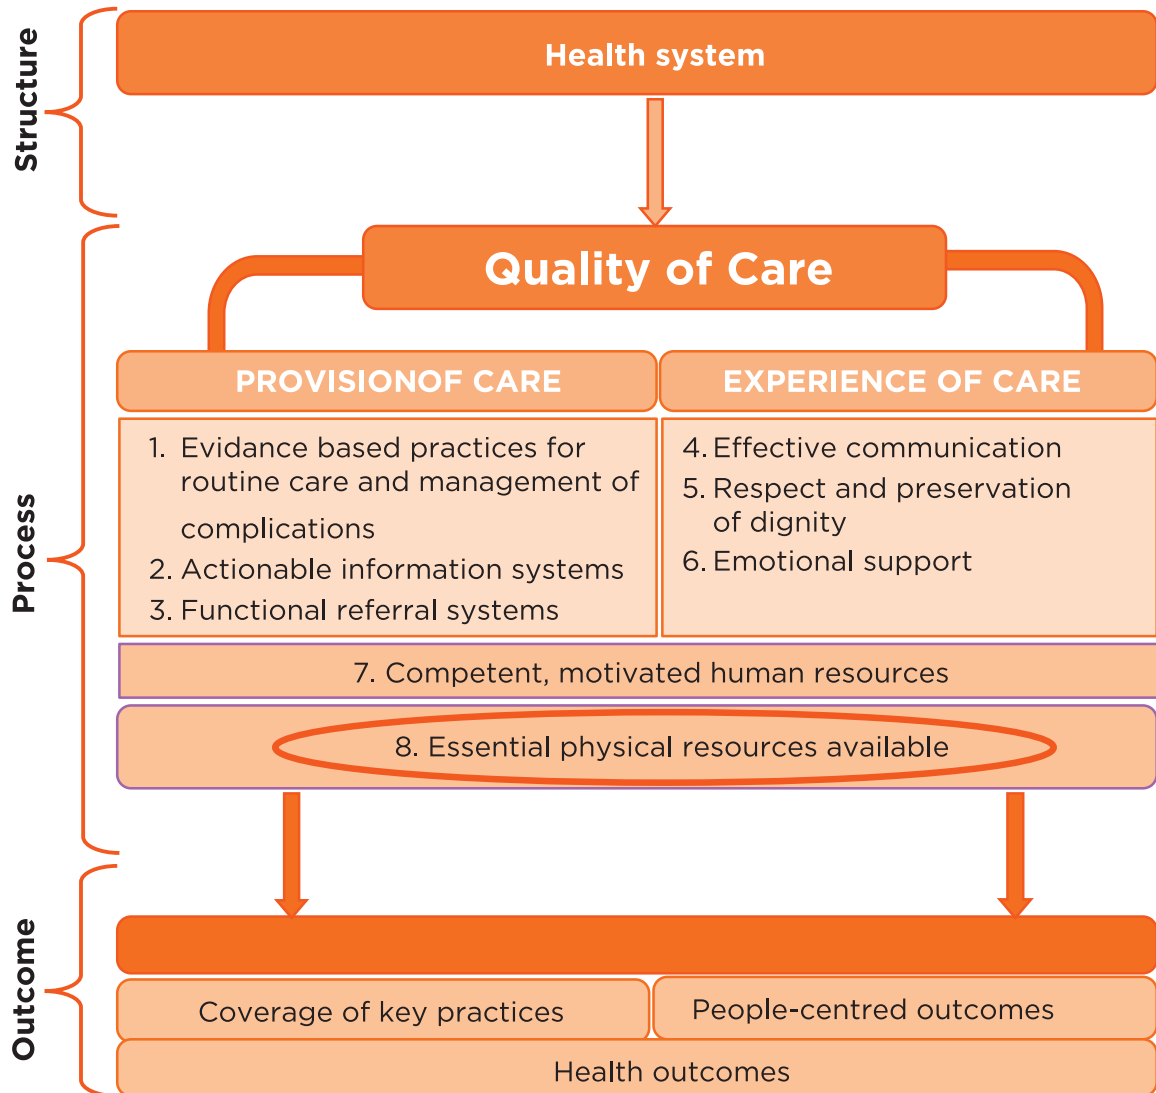 Structure
Health system
Process
Quality of Care
PROVISIONOF CARE
EXPERIENCE OF CARE
1. Evidance based practices for
routine care and management of
complications
2. Actionable information systems
3. Functional referral systems
4. Effective communication
5. Respect and preservation
of dignity
6. Emotional support
7. Competent, motivated human resources
8. Essential physical resources available
Outcome
Coverage of key practices
People-centred outcomes
Health outcomes